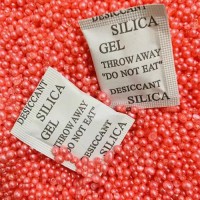 DESICCANT
SILICA
GEL
THROW AWAY
"DO NOT EAT"
DESICCANT
SILICA
DESICCANT
SILICA
GEL
THROW AWAY
"DO NOT EAT"
DESICCANT
SILICA